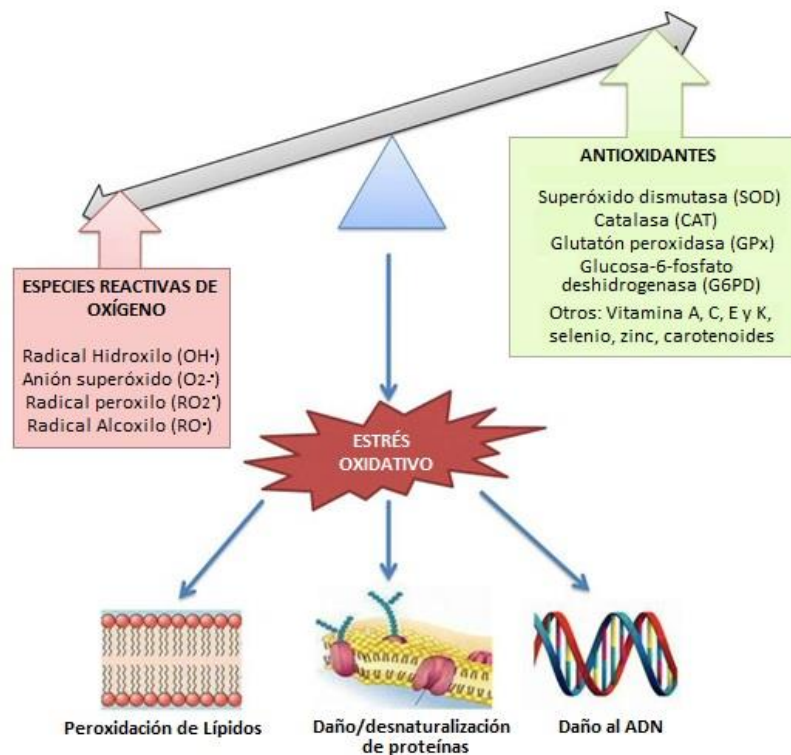 ANTIOXIDANTES
Superóxido dismutasa (SOD)
Catalasa (CAT)
Glutatón peroxidasa (GPx)
Glucosa-6-fosfato
deshidrogenasa (G6PD)
Otros: Vitamina A, C, E y K,
selenio, zinc, carotenoides
ESPECIES REACTIVAS DE
OXÍGENO
Radical Hidroxilo (OH•)
Anión superóxido (O2-•)
Radical peroxilo (RO2•)
Radical Alcoxilo (RO•)
ESTRÉS
OXIDATIVO
Peroxidación de Lípidos
Daño/desnaturalización
de proteínas
Daño al ADN